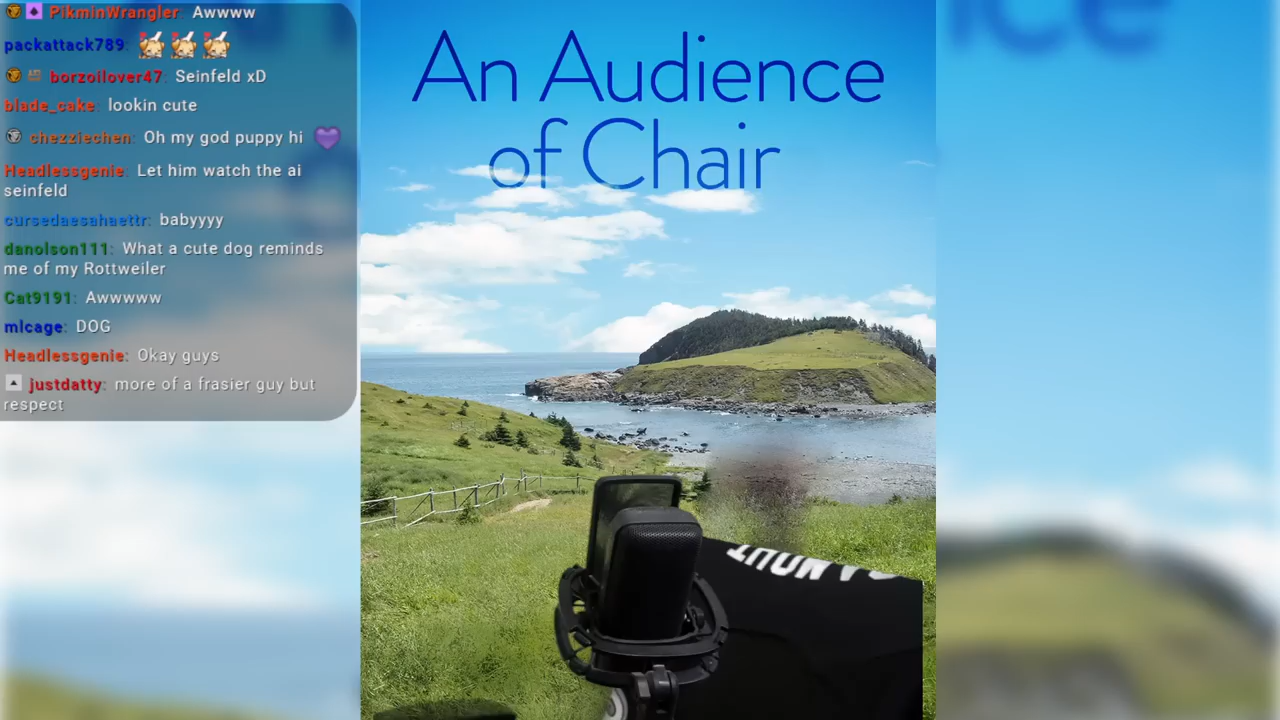 PikminWrangler: Awwww
packattack789:
borzoilover47: Seinfeld xD
blade_cake: lookin cute
chezziechen: Oh my god puppy hi
Headlessgenie: Let him watch the ai
seinfeld
cursedaesahaettr: babyyyy
danolson111: What a cute dog reminds
me of my Rottweiler
Cat9191: Awwwww
mlcage: DOG
Headlessgenie: Okay guys
justdatty: more of a frasier guy but
respect
An Audience
of Chair